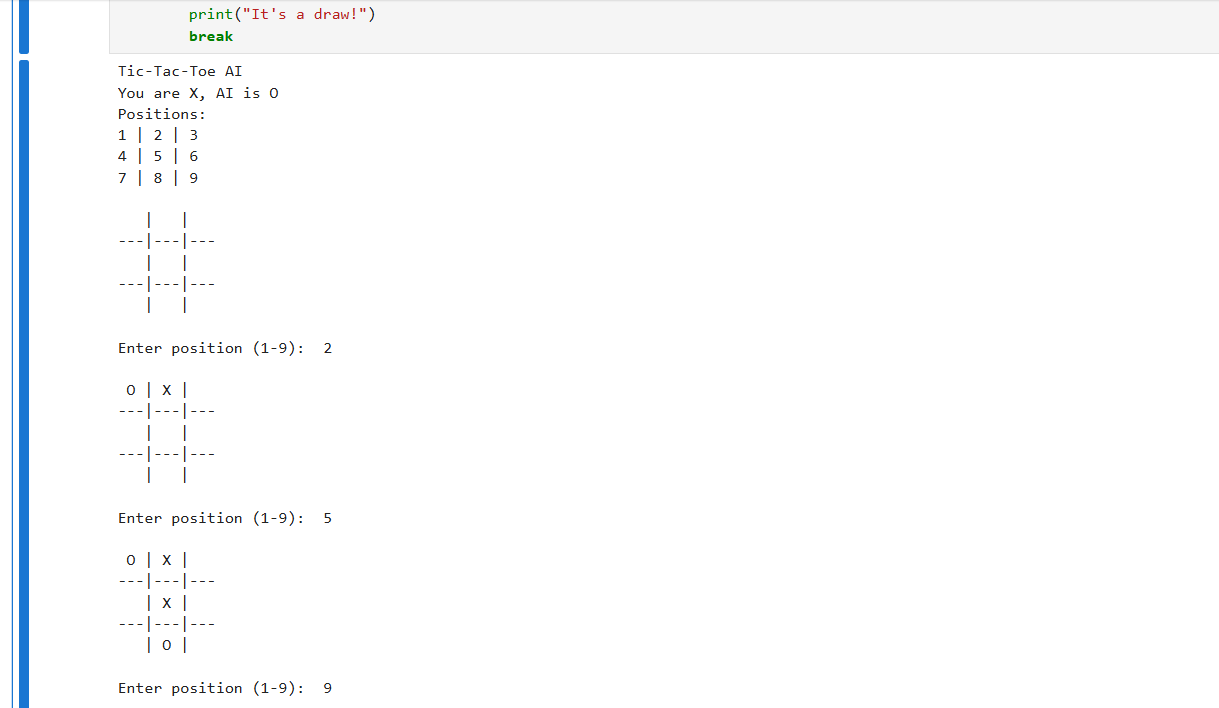 print("It's a draw!")
break
Tic-Tac-Toe AI
You are X, AI is O
Positions:
1 | 2 | 3
4 | 5 | 6
7 | 8 | 9
   |   |
---|---|---
   |   |
---|---|---
   |   |
Enter position (1-9):  2
 O | X |
---|---|---
   |   |
---|---|---
   |   |
Enter position (1-9):  5
 O | X |
---|---|---
   | X |
---|---|---
   | O |
Enter position (1-9):  9